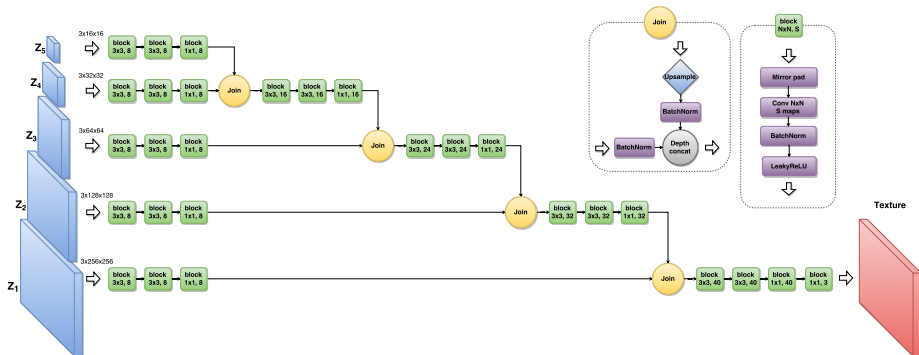 Z5
3x16x16
block
3x3, 8
block
3x3, 8
block
1x1, 8
Z4
3x32x32
block
3x3, 8
block
3x3, 8
block
1x1, 8
Join
block
3x3, 16
block
3x3, 16
block
1x1, 16
Z3
3x64x64
block
3x3, 8
block
3x3, 8
block
1x1, 8
Join
block
3x3, 24
block
3x3, 24
block
1x1, 24
Z2
3x128x128
block
3x3, 8
block
3x3, 8
block
1x1, 8
Join
block
3x3, 32
block
3x3, 32
block
1x1, 32
Z1
3x256x256
block
3x3, 8
block
3x3, 8
block
1x1, 8
Join
block
3x3, 40
block
3x3, 40
block
1x1, 40
block
1x1, 3
Texture
Join
Upsample
BatchNorm
BatchNorm
Depth
concat
block
NxN, S
Mirror pad
Conv NxN
S maps
BatchNorm
LeakyReLU